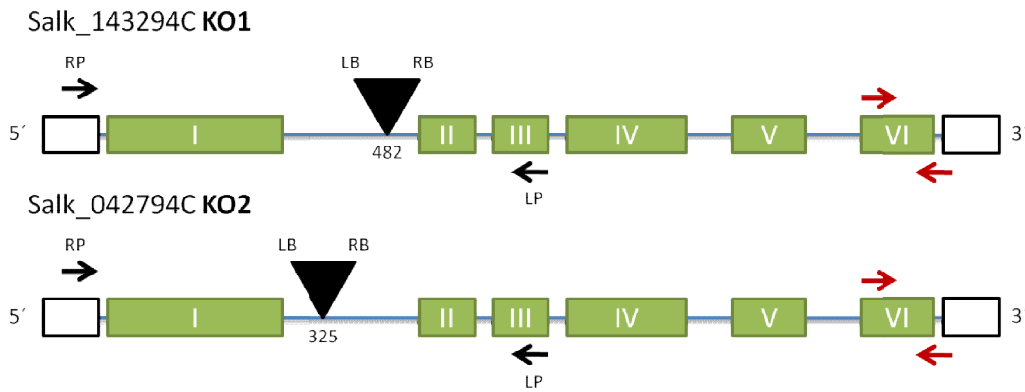 Salk_143294C KO1
RP
LB RB
5´ I II III IV V VI 3´
482
LP
Salk_042794C KO2
RP
LB RB
5´ I II III IV V VI 3´
325
LP